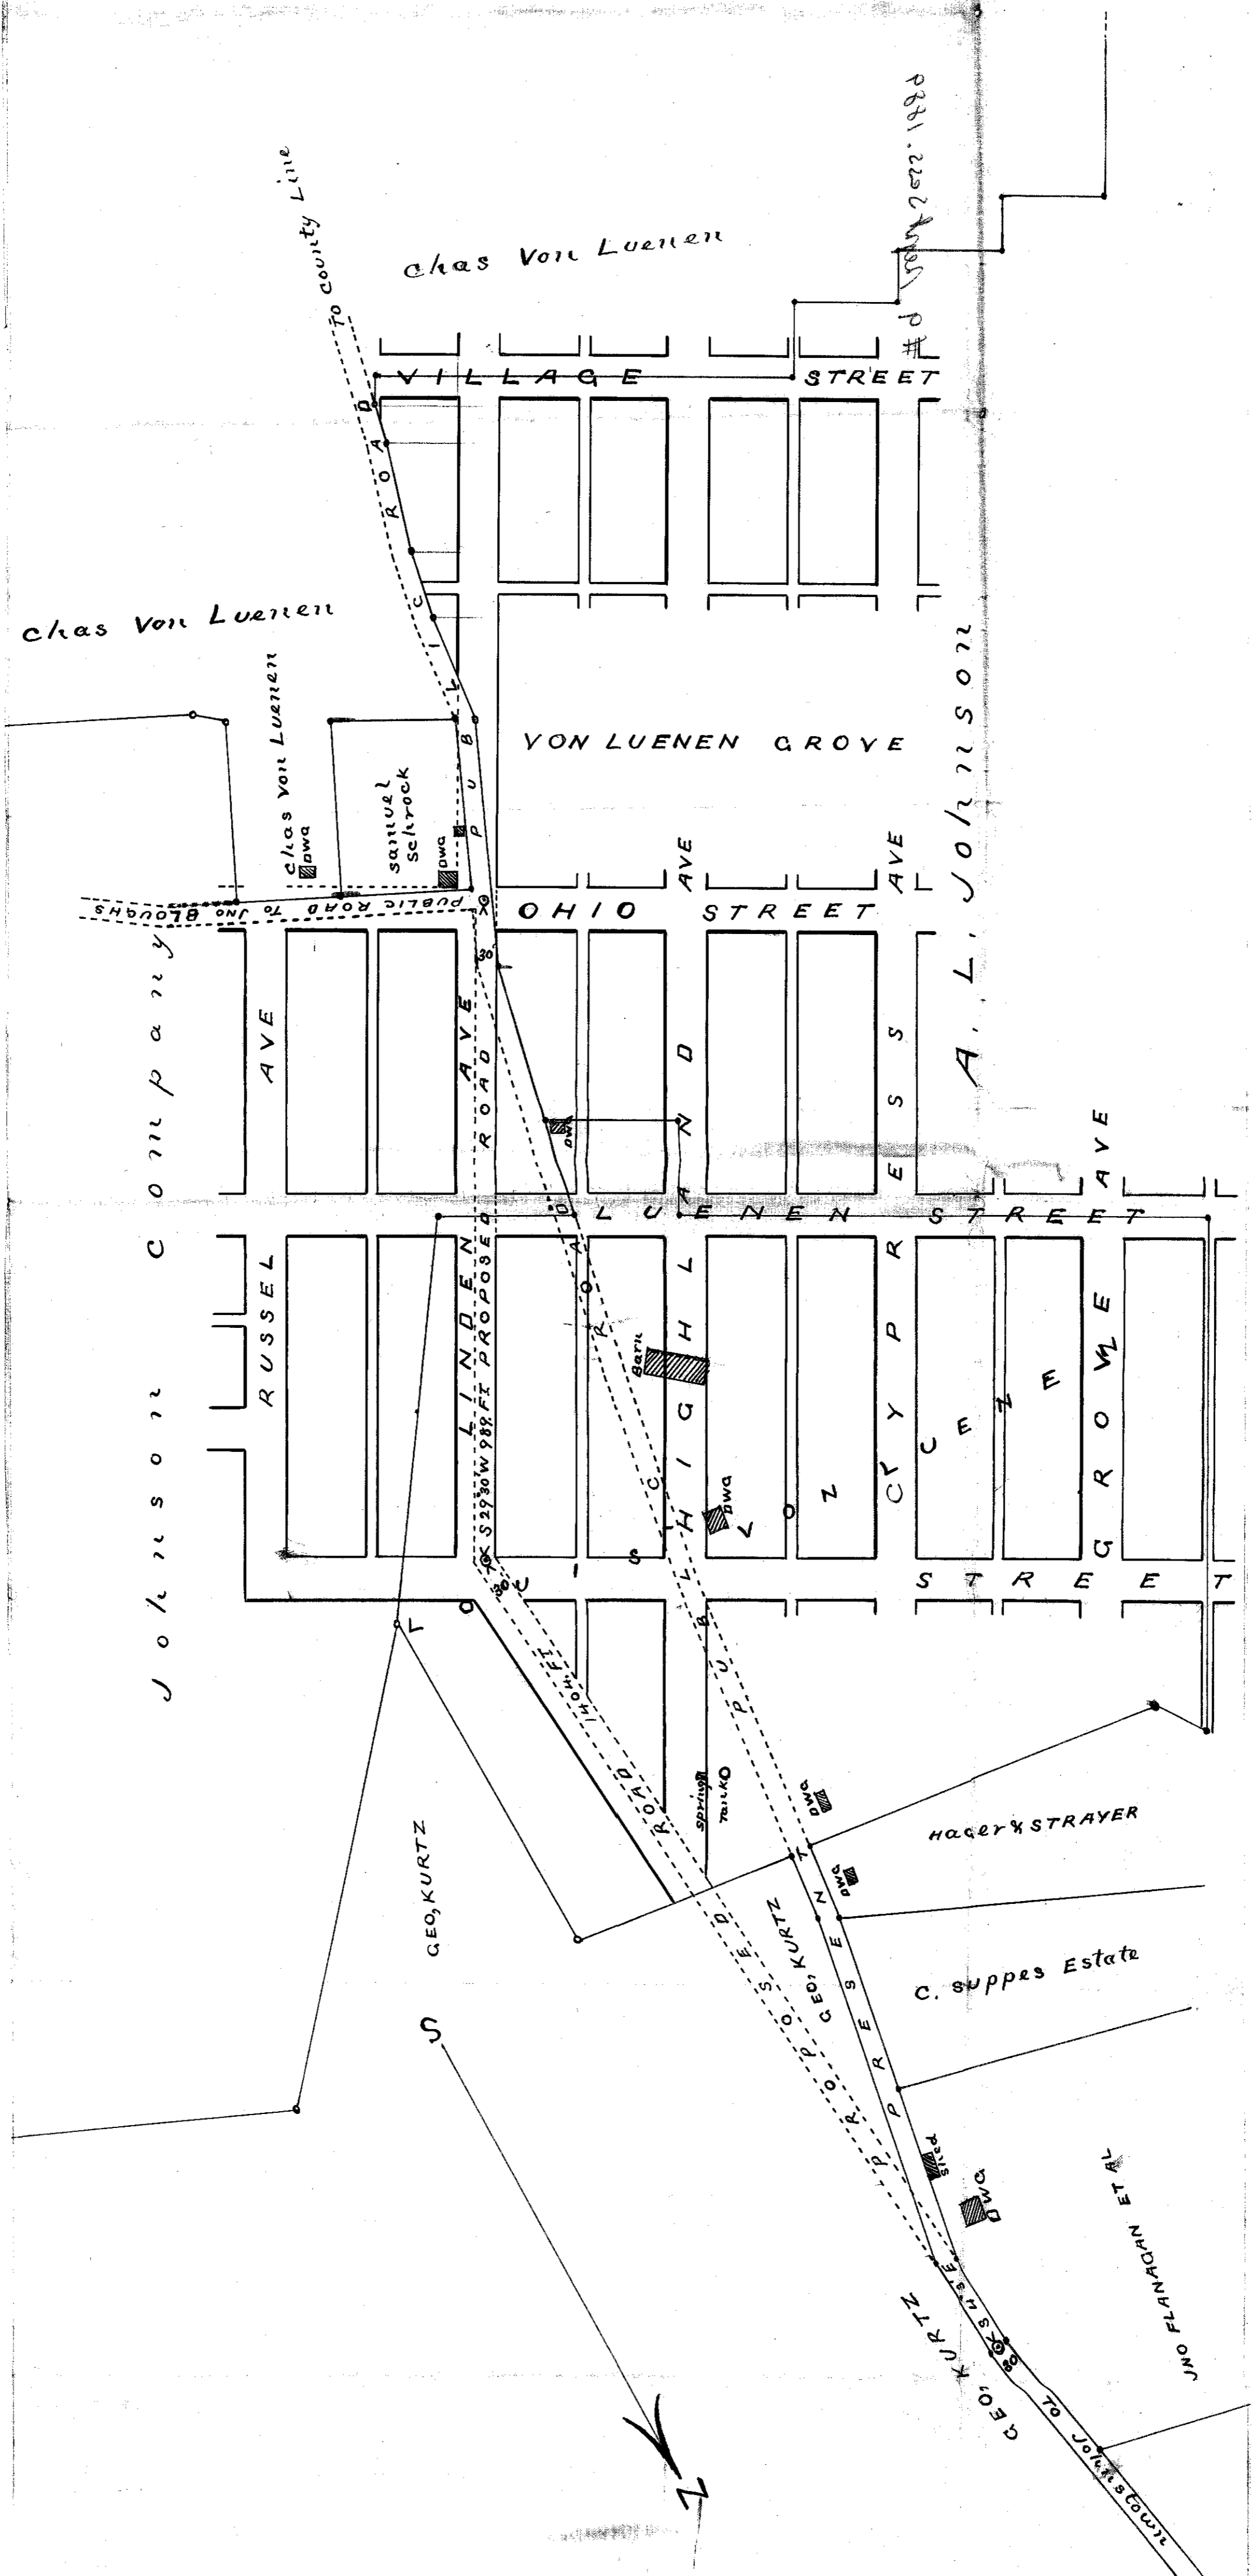 TO COUNTY LINE
Chas Von Luenen
VILLAGE STREET
PUBLIC ROAD
Chas Von Luenen
Chas Von Luenen
Dwg
Samuel
Schrock
Dwg
VON LUENEN GROVE
A. L. Johnson
PUBLIC ROAD TO JNO BLOUGHS
OHIO STREET
AVE
AVE
30'
Johnson Company
RUSSEL AVE
LINDEN AVE
S 29°30' W 989. FT PROPOSED ROAD
HIGHLAND
CYPRESS
GROVE AVE
Dwg
LUENEN STREET
Barn
Dwg
PUBLIC ROAD
STREET
30'
1404. FT
Spring
Tank
Dwg
Dwg
Hager & STRAYER
GEO, KURTZ
GEO, KURTZ
C. Suppes Estate
PROPOSED ROAD
PRESENT
S
N
Shed
Dwg
JNO FLANAGAN ET AL
GEO, KURTZ
TO Johnstown